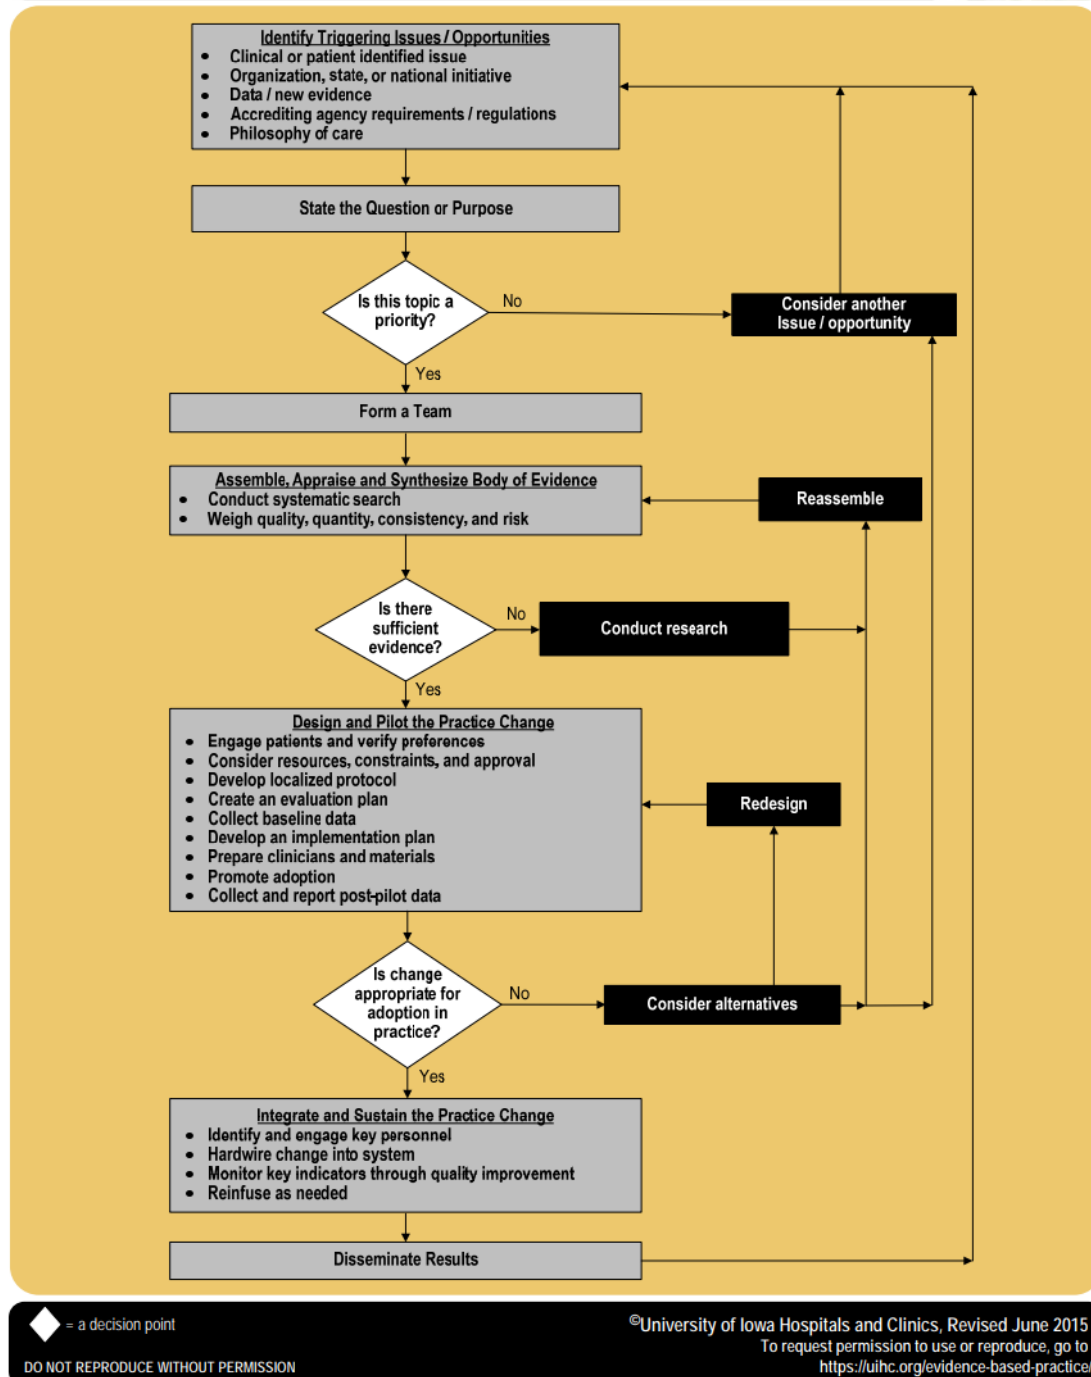 Identify Triggering Issues / Opportunities
• Clinical or patient identified issue
• Organization, state, or national initiative
• Data / new evidence
• Accrediting agency requirements / regulations
• Philosophy of care
State the Question or Purpose
Is this topic a
priority?
No
Consider another
Issue / opportunity
Yes
Form a Team
Assemble, Appraise and Synthesize Body of Evidence
• Conduct systematic search
• Weigh quality, quantity, consistency, and risk
Reassemble
Is there
sufficient
evidence?
No
Conduct research
Yes
Design and Pilot the Practice Change
• Engage patients and verify preferences
• Consider resources, constraints, and approval
• Develop localized protocol
• Create an evaluation plan
• Collect baseline data
• Develop an implementation plan
• Prepare clinicians and materials
• Promote adoption
• Collect and report post-pilot data
Redesign
Is change
appropriate for
adoption in
practice?
No
Consider alternatives
Yes
Integrate and Sustain the Practice Change
• Identify and engage key personnel
• Hardwire change into system
• Monitor key indicators through quality improvement
• Reinfuse as needed
Disseminate Results
= a decision point
©University of Iowa Hospitals and Clinics, Revised June 2015
To request permission to use or reproduce, go to
DO NOT REPRODUCE WITHOUT PERMISSION
https://uihc.org/evidence-based-practice/